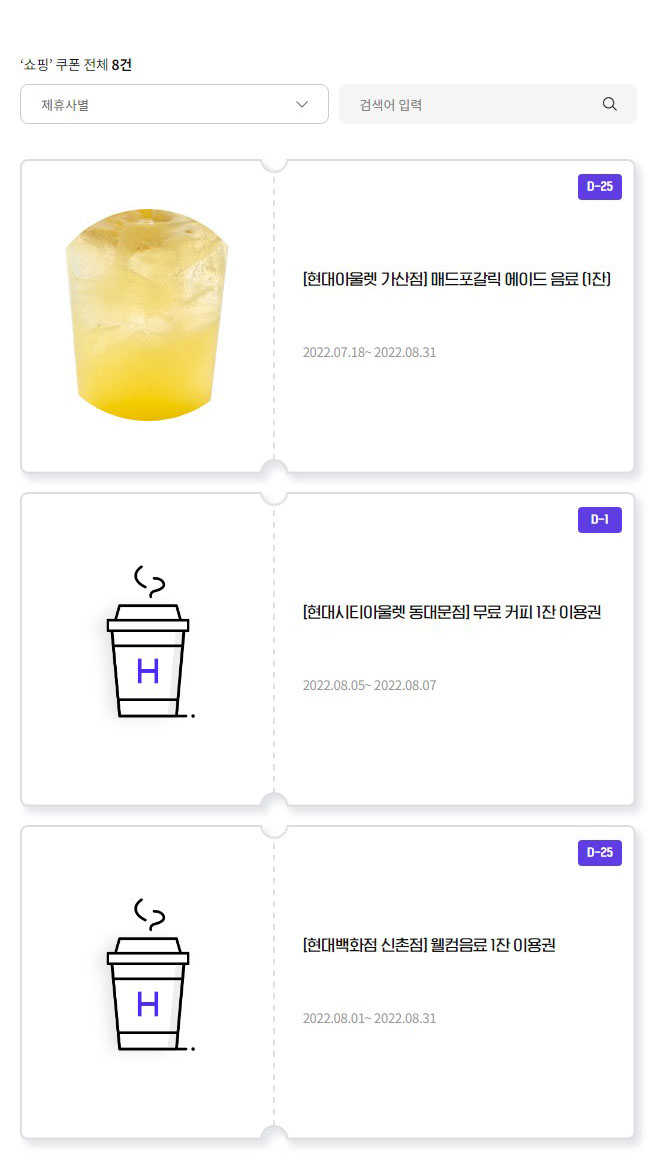 ‘쇼핑’ 쿠폰 전체 8건
제휴사별
검색어 입력
D-25
[현대아울렛 가산점] 매드포갈릭 에이드 음료 (1잔)
2022.07.18~ 2022.08.31
D-1
[현대시티아울렛 동대문점] 무료 커피 1잔 이용권
H
2022.08.05~ 2022.08.07
D-25
[현대백화점 신촌점] 웰컴음료 1잔 이용권
H
2022.08.01~ 2022.08.31